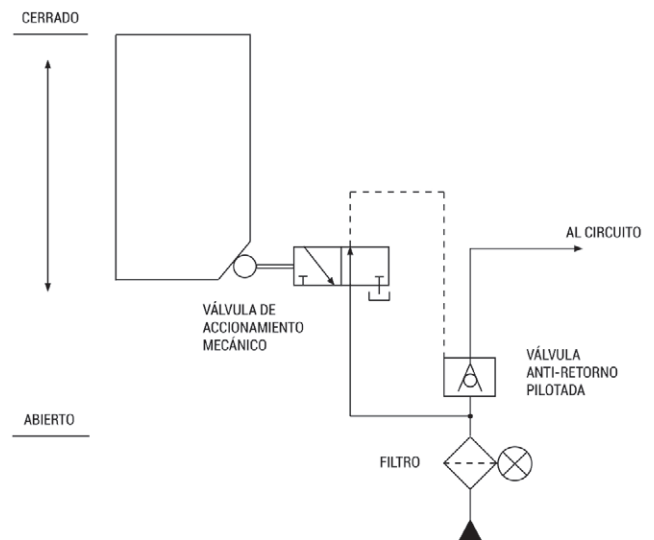 CERRADO
AL CIRCUITO
VÁLVULA DE
ACCIONAMIENTO
MECÁNICO
VÁLVULA
ANTI-RETORNO
PILOTADA
ABIERTO
FILTRO